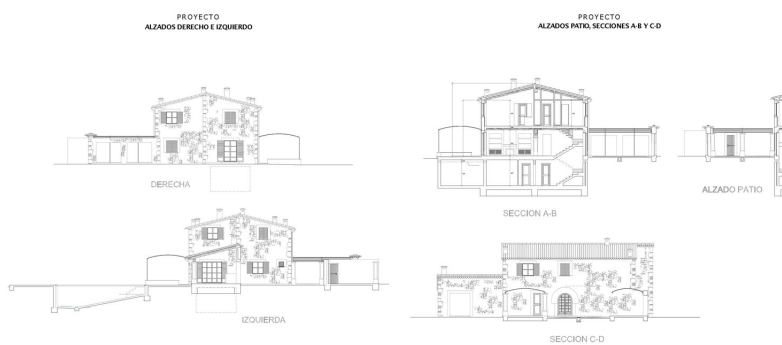 PROYECTO
ALZADOS DERECHO E IZQUIERDO
DERECHA
IZQUIERDA
PROYECTO
ALZADOS PATIO, SECCIONES A-B Y C-D
SECCION A-B
ALZADO PATIO
SECCION C-D